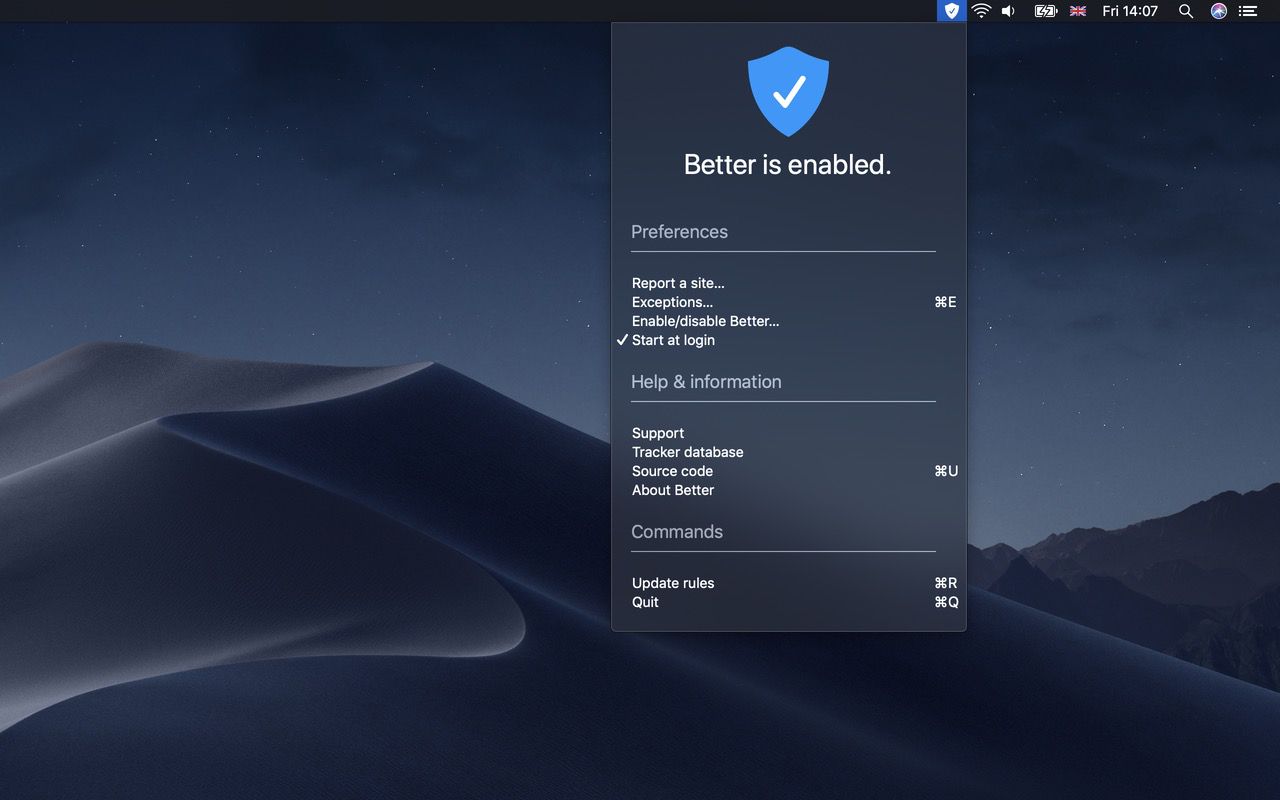 Fri 14:07
Better is enabled.
Preferences
Report a site...
Exceptions... ⌘E
Enable/disable Better...
✓ Start at login
Help & information
Support
Tracker database
Source code ⌘U
About Better
Commands
Update rules ⌘R
Quit ⌘Q